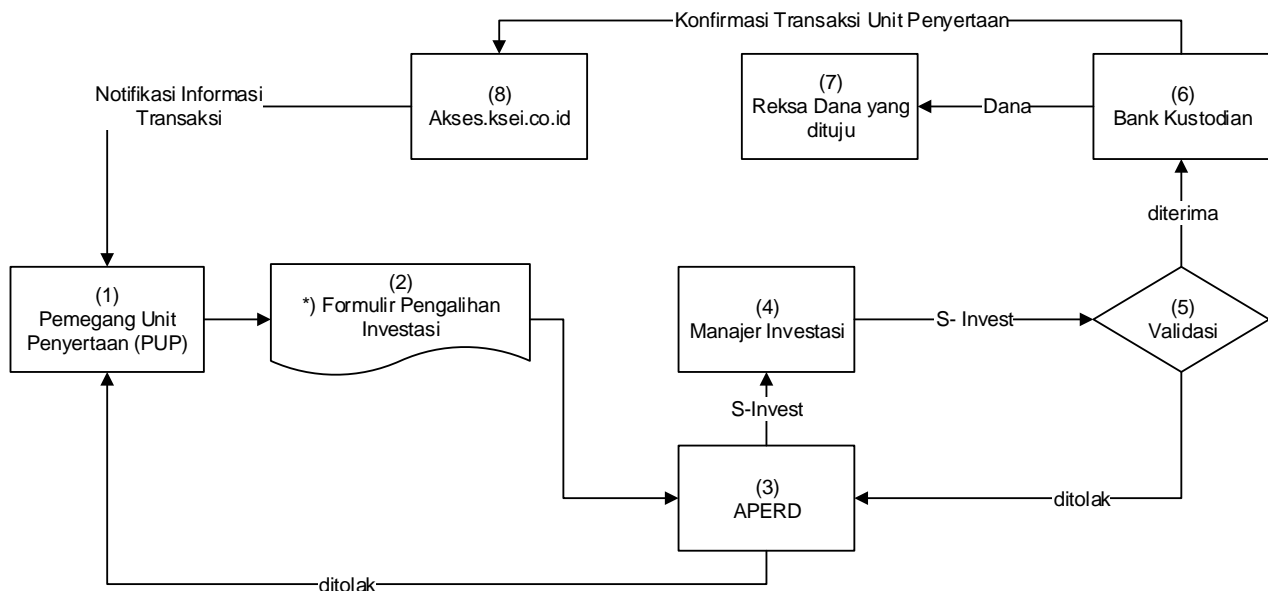 Konfirmasi Transaksi Unit Penyertaan
Notifikasi Informasi
Transaksi
(8)
Akses.ksei.co.id
(7)
Reksa Dana yang
dituju
Dana
(6)
Bank Kustodian
diterima
(1)
Pemegang Unit
Penyertaan (PUP)
(2)
*) Formulir Pengalihan
Investasi
(4)
Manajer Investasi
S- Invest
(5)
Validasi
S-Invest
(3)
APERD
ditolak
ditolak